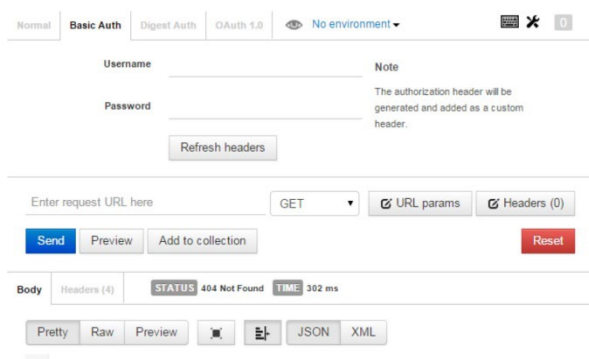 Normal Basic Auth Digest Auth OAuth 1.0 No environment 0
Username
Note
The authorization header will be
Password
generated and added as a custom
header.
Refresh headers
Enter request URL here GET URL params Headers (0)
Send Preview Add to collection Reset
Body Headers (4) STATUS 404 Not Found TIME 302 ms
Pretty Raw Preview JSON XML